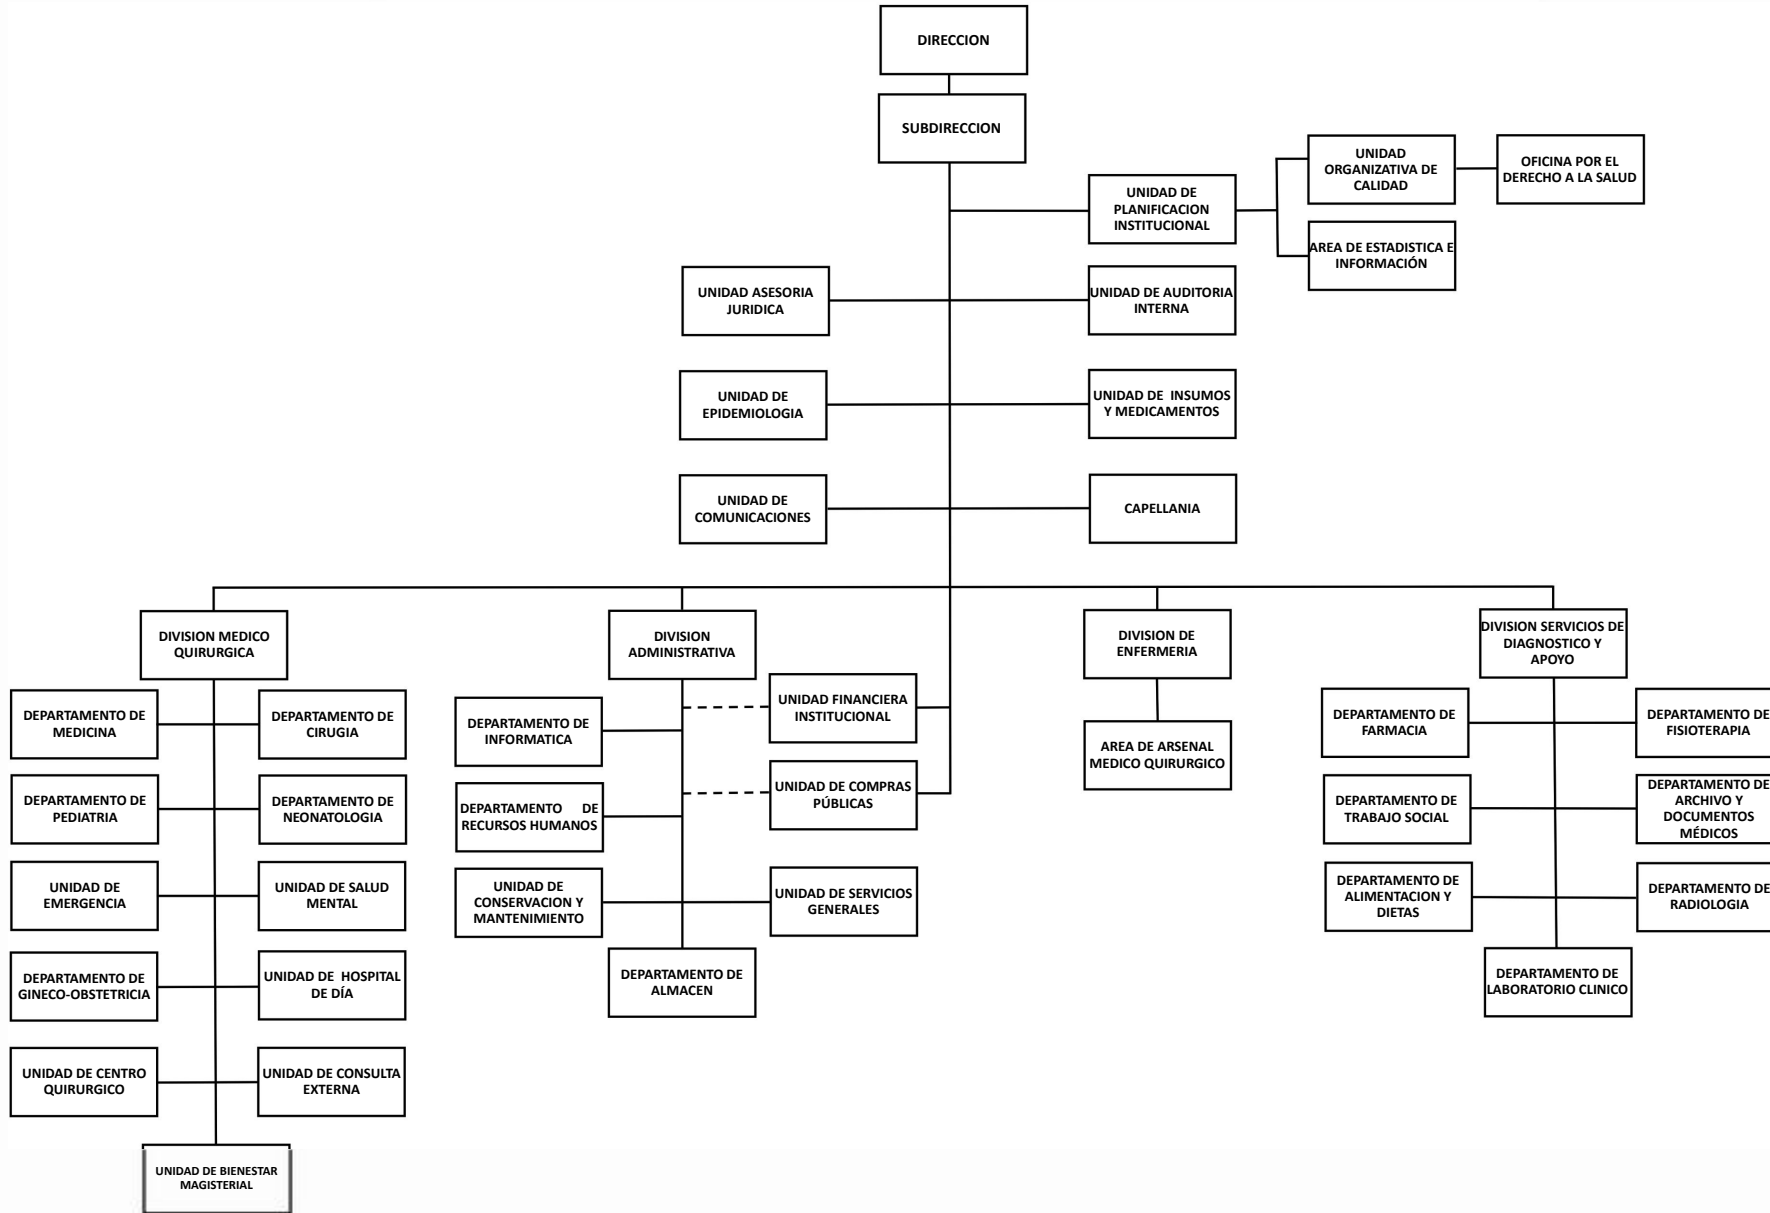 DIRECCION
SUBDIRECCION
UNIDAD
ORGANIZATIVA DE
CALIDAD
OFICINA POR EL
DERECHO A LA SALUD
UNIDAD DE
PLANIFICACION
INSTITUCIONAL
AREA DE ESTADISTICA E
INFORMACIÓN
UNIDAD ASESORIA
JURIDICA
UNIDAD DE AUDITORIA
INTERNA
UNIDAD DE
EPIDEMIOLOGIA
UNIDAD DE INSUMOS
Y MEDICAMENTOS
UNIDAD DE
COMUNICACIONES
CAPELLANIA
DIVISION MEDICO
QUIRURGICA
DIVISION
ADMINISTRATIVA
DIVISION DE
ENFERMERIA
DIVISION SERVICIOS DE
DIAGNOSTICO Y
APOYO
DEPARTAMENTO DE
MEDICINA
DEPARTAMENTO DE
CIRUGIA
DEPARTAMENTO DE
PEDIATRIA
DEPARTAMENTO DE
NEONATOLOGIA
UNIDAD DE
EMERGENCIA
UNIDAD DE SALUD
MENTAL
DEPARTAMENTO DE
GINECO-OBSTETRICIA
UNIDAD DE HOSPITAL
DE DÍA
UNIDAD DE CENTRO
QUIRURGICO
UNIDAD DE CONSULTA
EXTERNA
UNIDAD DE BIENESTAR
MAGISTERIAL
DEPARTAMENTO DE
INFORMATICA
UNIDAD FINANCIERA
INSTITUCIONAL
DEPARTAMENTO DE
RECURSOS HUMANOS
UNIDAD DE COMPRAS
PÚBLICAS
UNIDAD DE
CONSERVACION Y
MANTENIMIENTO
UNIDAD DE SERVICIOS
GENERALES
DEPARTAMENTO DE
ALMACEN
AREA DE ARSENAL
MEDICO QUIRURGICO
DEPARTAMENTO DE
FARMACIA
DEPARTAMENTO DE
FISIOTERAPIA
DEPARTAMENTO DE
TRABAJO SOCIAL
DEPARTAMENTO DE
ARCHIVO Y
DOCUMENTOS
MÉDICOS
DEPARTAMENTO DE
ALIMENTACION Y
DIETAS
DEPARTAMENTO DE
RADIOLOGIA
DEPARTAMENTO DE
LABORATORIO CLINICO